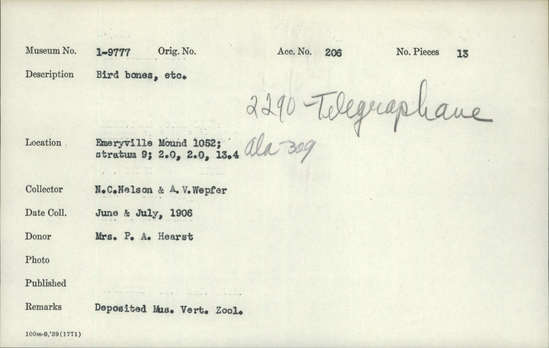 Museum No. 1-9777 Orig. No. Acc. No. 206 No. Pieces 13
Description Bird bones, etc.
2290-Telegraph ave
Location Emeryville Mound 1052;
stratum 9; 2.0, 2.0, 13.4 Ala-309
Collector N.C.Nelson & A.V.Wepfer
Date Coll. June & July, 1906
Donor Mrs. P. A. Hearst
Photo
Published
Remarks Deposited Mus. Vert. Zool.
100m-8,'39(1771)